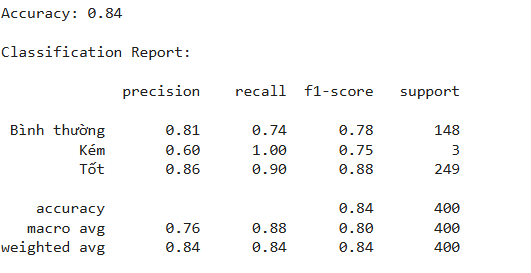 Accuracy: 0.84
Classification Report:
precision recall f1-score support
Bình thường 0.81 0.74 0.78 148
Kém 0.60 1.00 0.75 3
Tốt 0.86 0.90 0.88 249
accuracy 0.84 400
macro avg 0.76 0.88 0.80 400
weighted avg 0.84 0.84 0.84 400